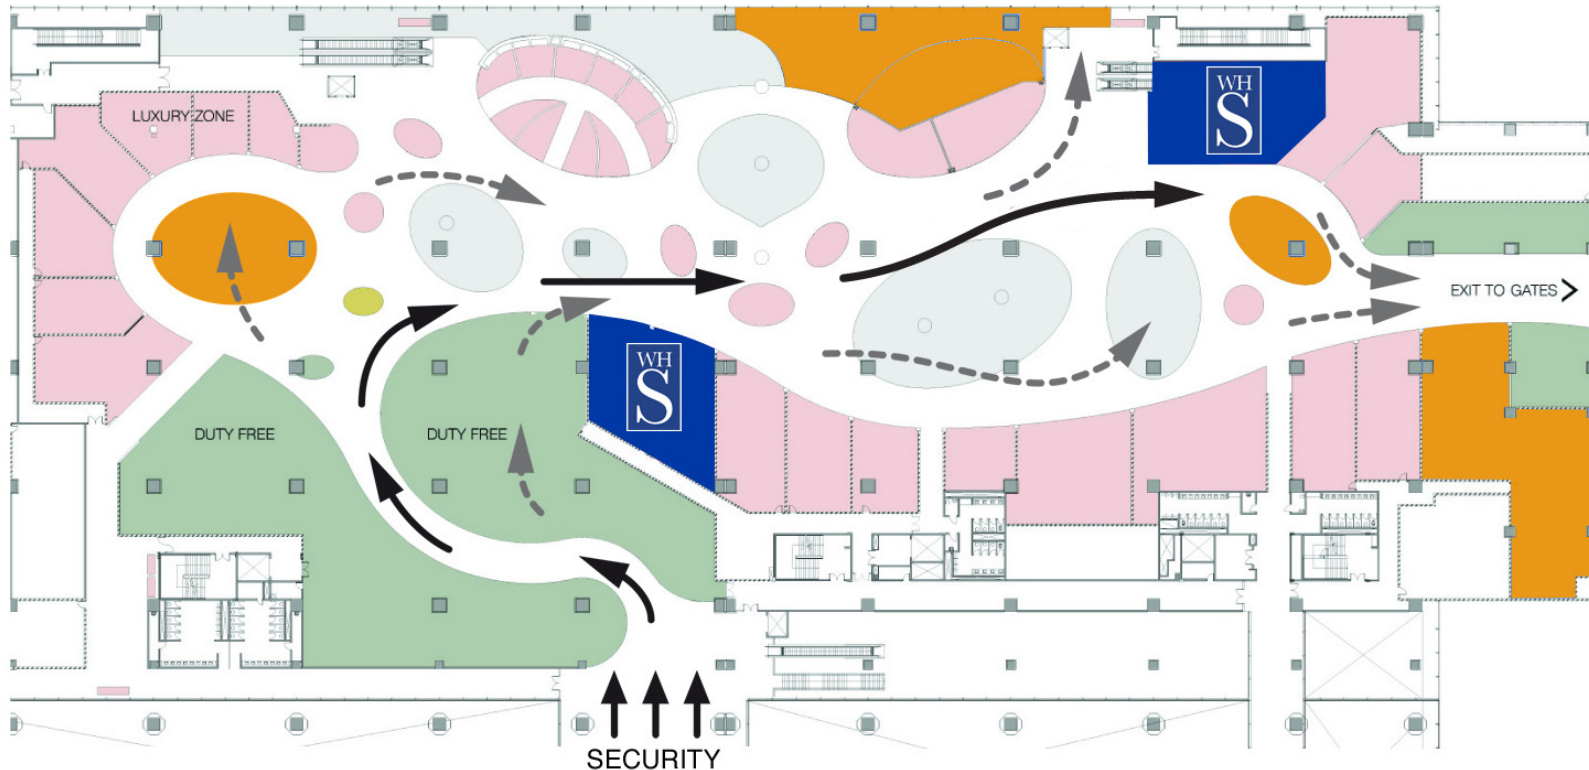 LUXURY ZONE
WH
S
EXIT TO GATES
WH
S
DUTY FREE
DUTY FREE
SECURITY